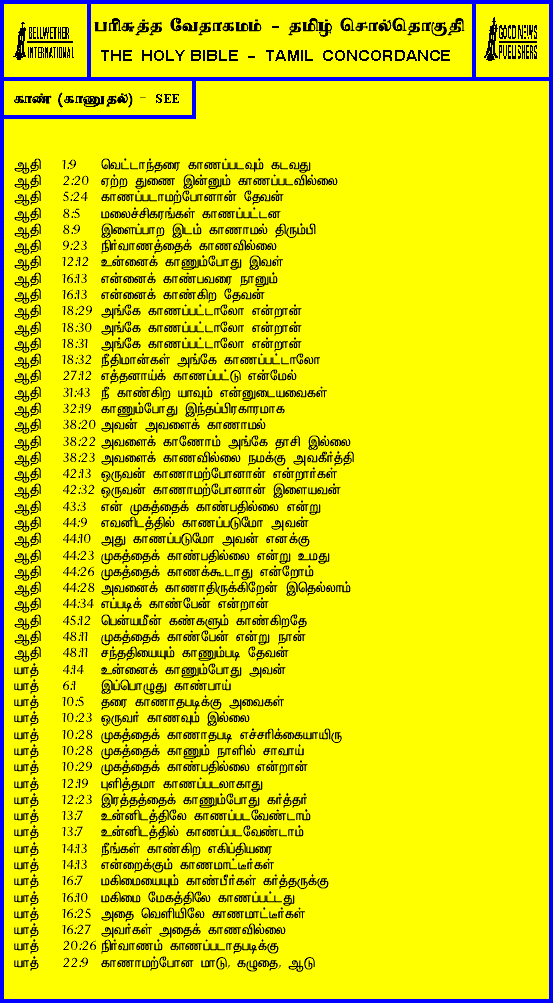 BELLWETHER INTERNATIONAL
பரிசுத்த வேதாகமம் - தமிழ் சொல்தொகுதி
THE HOLY BIBLE - TAMIL CONCORDANCE
GOOD NEWS PUBLISHERS
காண் (காணுதல்) - SEE
ஆதி 1:9 வெட்டாந்தரை காணப்படவும் கடவது
ஆதி 2:20 ஏற்ற துணை இன்னும் காணப்படவில்லை
ஆதி 5:24 காணப்படாமற்போனான் தேவன்
ஆதி 8:5 மலைச்சிகரங்கள் காணப்பட்டன
ஆதி 8:9 இளைப்பாற இடம் காணாமல் திரும்பி
ஆதி 9:23 நிர்வாணத்தைக் காணவில்லை
ஆதி 12:12 உன்னைக் காணும்போது இவள்
ஆதி 16:13 என்னைக் காண்பவரை நானும்
ஆதி 16:13 என்னைக் காண்கிற தேவன்
ஆதி 18:29 அங்கே காணப்பட்டாலோ என்றான்
ஆதி 18:30 அங்கே காணப்பட்டாலோ என்றான்
ஆதி 18:31 அங்கே காணப்பட்டாலோ என்றான்
ஆதி 18:32 நீதிமான்கள் அங்கே காணப்பட்டாலோ
ஆதி 27:12 எத்தனாய்க் காணப்பட்டு என்மேல்
ஆதி 31:43 நீ காண்கிற யாவும் என்னுடையவைகள்
ஆதி 32:19 காணும்போது இந்தப்பிரகாரமாக
ஆதி 38:20 அவன் அவளைக் காணாமல்
ஆதி 38:22 அவளைக் காணோம் அங்கே தாசி இல்லை
ஆதி 38:23 அவளைக் காணவில்லை நமக்கு அவகீர்த்தி
ஆதி 42:13 ஒருவன் காணாமற்போனான் என்றார்கள்
ஆதி 42:32 ஒருவன் காணாமற்போனான் இளையவன்
ஆதி 43:3 என் முகத்தைக் காண்பதில்லை என்று
ஆதி 44:9 எவனிடத்தில் காணப்படுமோ அவன்
ஆதி 44:10 அது காணப்படுமோ அவன் எனக்கு
ஆதி 44:23 முகத்தைக் காண்பதில்லை என்று உமது
ஆதி 44:26 முகத்தைக் காணக்கூடாது என்றோம்
ஆதி 44:28 அவனைக் காணாதிருக்கிறேன் இதெல்லாம்
ஆதி 44:34 எப்படிக் காண்பேன் என்றான்
ஆதி 45:12 பென்யமீன் கண்களும் காண்கிறதே
ஆதி 48:11 முகத்தைக் காண்பேன் என்று நான்
ஆதி 48:11 சந்ததியையும் காணும்படி தேவன்
யாத் 4:14 உன்னைக் காணும்போது அவன்
யாத் 6:1 இப்பொழுது காண்பாய்
யாத் 10:5 தரை காணாதபடிக்கு அவைகள்
யாத் 10:23 ஒருவர் காணவும் இல்லை
யாத் 10:28 முகத்தைக் காணாதபடி எச்சரிக்கையாயிரு
யாத் 10:28 முகத்தைக் காணும் நாளில் சாவாய்
யாத் 10:29 முகத்தைக் காண்பதில்லை என்றான்
யாத் 12:19 புளித்தமா காணப்படலாகாது
யாத் 12:23 இரத்தத்தைக் காணும்போது கர்த்தர்
யாத் 13:7 உன்னிடத்திலே காணப்படவேண்டாம்
யாத் 13:7 உன்னிடத்தில் காணப்படவேண்டாம்
யாத் 14:13 நீங்கள் காண்கிற எகிப்தியரை
யாத் 14:13 என்றைக்கும் காணமாட்டீர்கள்
யாத் 16:7 மகிமையையும் காண்பீர்கள் கர்த்தருக்கு
யாத் 16:10 மகிமை மேகத்திலே காணப்பட்டது
யாத் 16:25 அதை வெளியிலே காணமாட்டீர்கள்
யாத் 16:27 அவர்கள் அதைக் காணவில்லை
யாத் 20:26 நிர்வாணம் காணப்படாதபடிக்கு
யாத் 22:9 காணாமற்போன மாடு, கழுதை, ஆடு